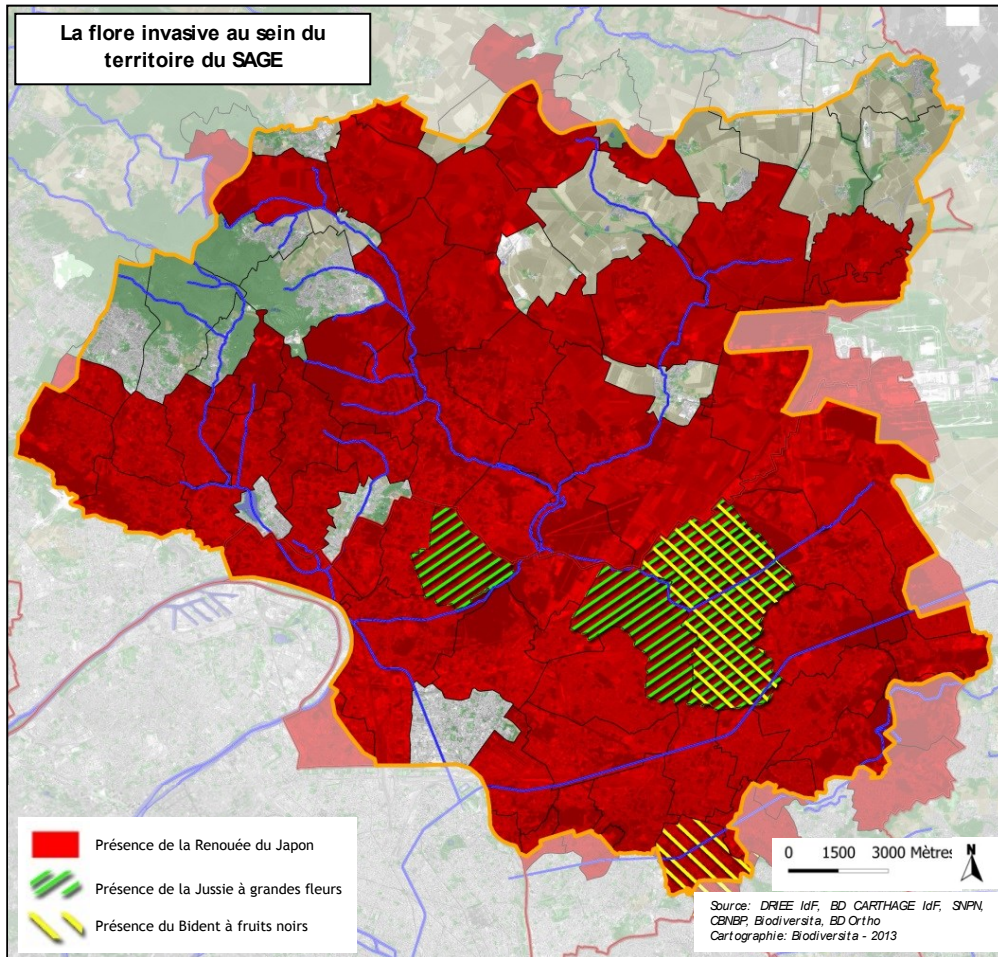 La flore invasive au sein du
territoire du SAGE
Présence de la Renouée du Japon
Présence de la Jussie à grandes fleurs
Présence du Bident à fruits noirs
0 1500 3000 Mètres
N
Source: DRIEE IdF, BD CARTHAGE IdF, SNPN,
CBNBP, Biodiversita, BD Ortho
Cartographie: Biodiversita - 2013